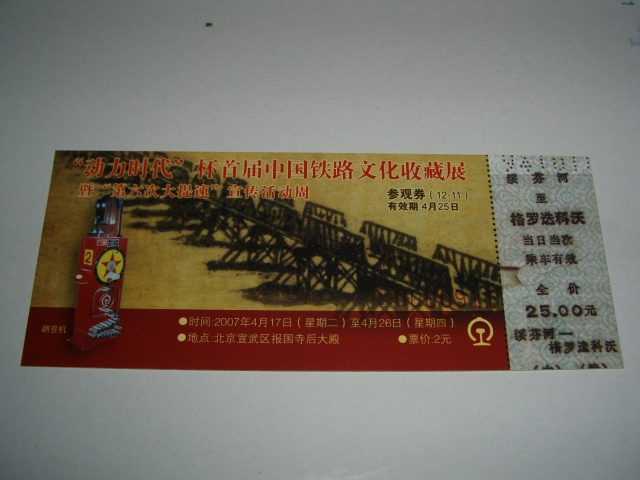 “动力时代”杯首届中国铁路文化收藏展
暨“第六次大提速”宣传活动周
参观券（12-11）
有效期 4月25日
2
路签机
●时间:2007年4月17日（星期二）至4月26日（星期四）
●地点:北京宣武区报国寺后大殿
●票价:2元
绥芬河
至
格罗迭科沃
当日当次
乘车有效
全价
25.00元
绥芬河—
格罗迭科沃